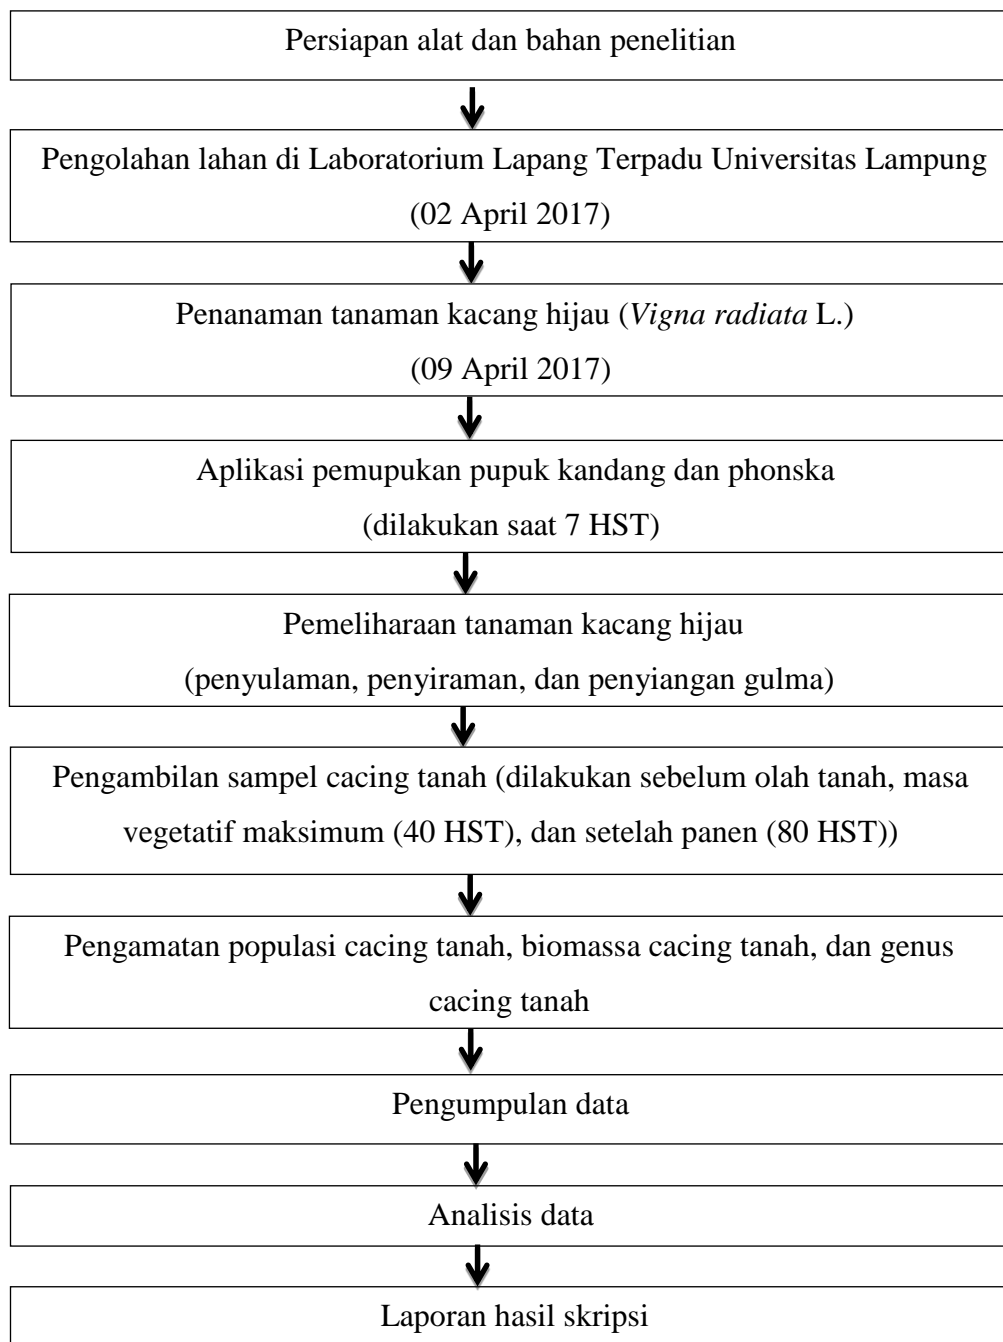 Persiapan alat dan bahan penelitian
Pengolahan lahan di Laboratorium Lapang Terpadu Universitas Lampung
(02 April 2017)
Penanaman tanaman kacang hijau (Vigna radiata L.)
(09 April 2017)
Aplikasi pemupukan pupuk kandang dan phonska
(dilakukan saat 7 HST)
Pemeliharaan tanaman kacang hijau
(penyulaman, penyiraman, dan penyiangan gulma)
Pengambilan sampel cacing tanah (dilakukan sebelum olah tanah, masa
vegetatif maksimum (40 HST), dan setelah panen (80 HST))
Pengamatan populasi cacing tanah, biomassa cacing tanah, dan genus
cacing tanah
Pengumpulan data
Analisis data
Laporan hasil skripsi